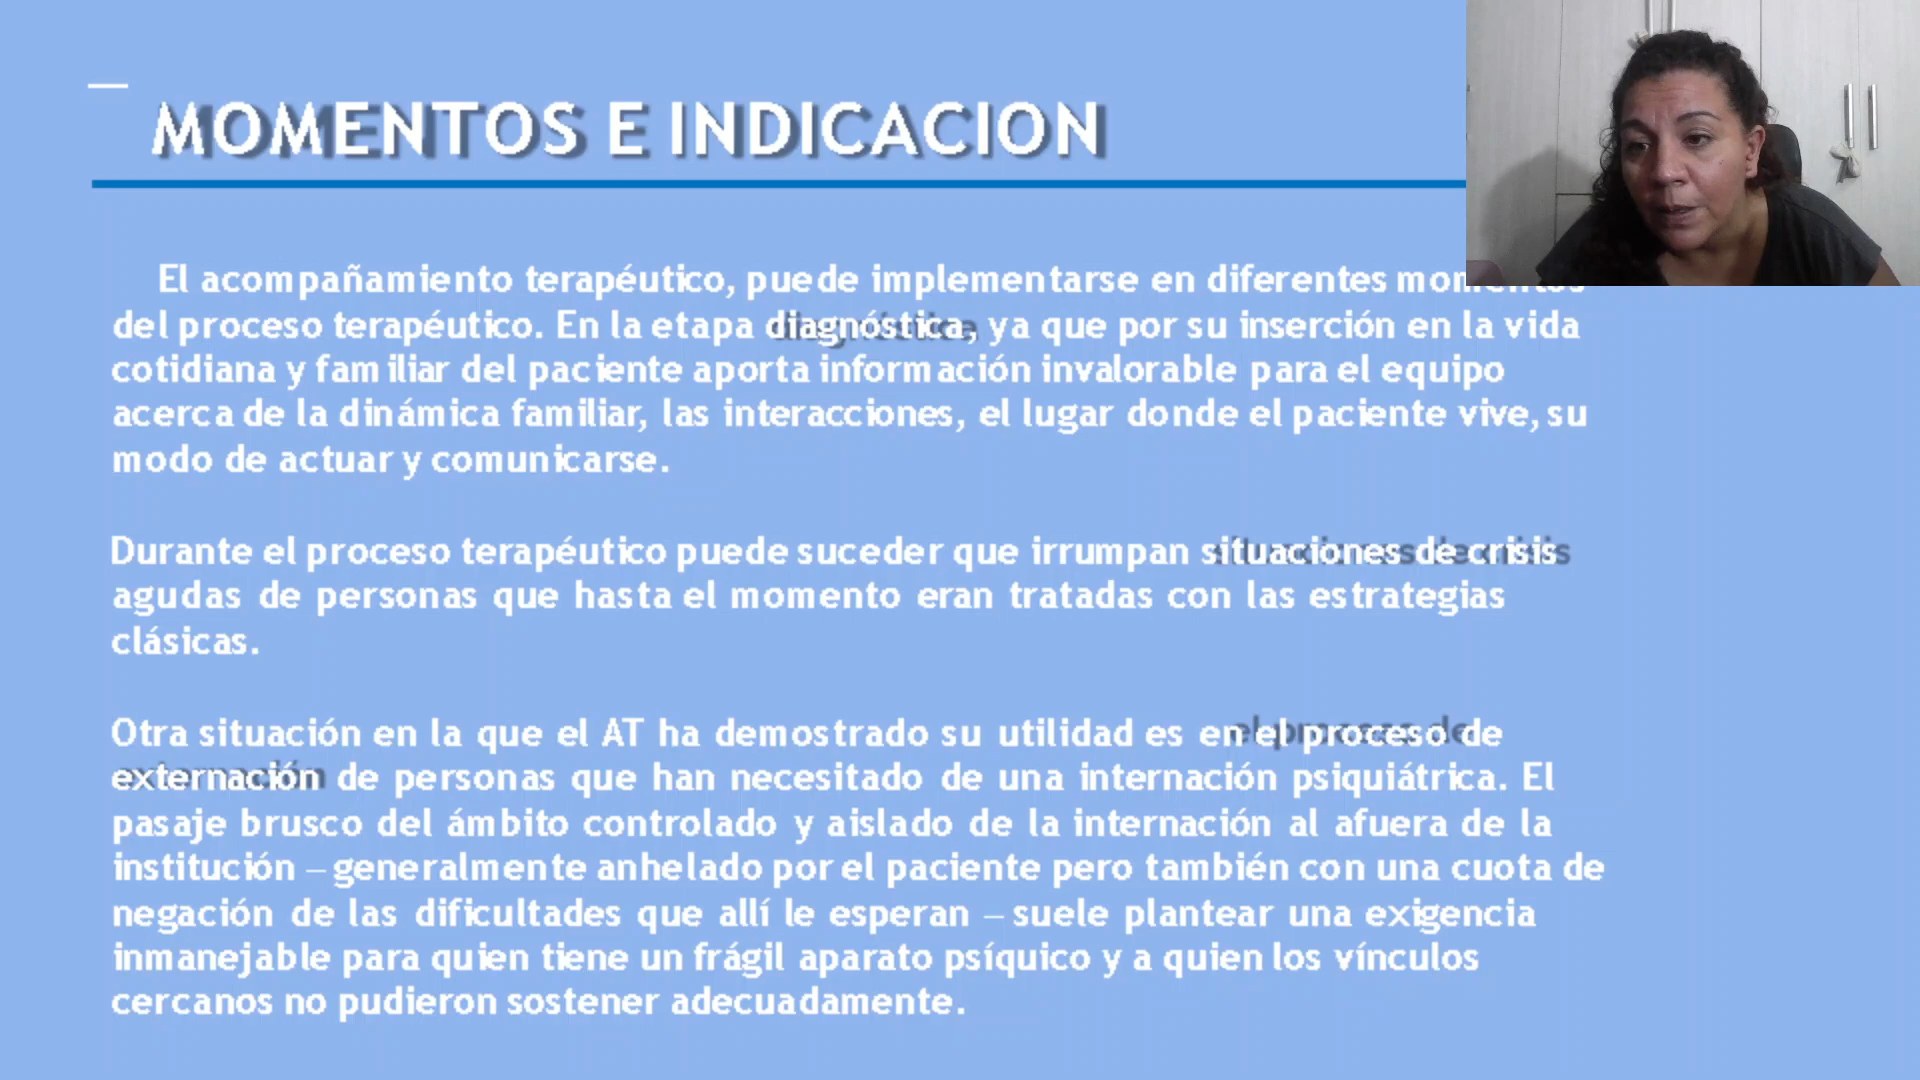 MOMENTOS E INDICACION
El acompañamiento terapéutico, puede implementarse en diferentes momentos
del proceso terapéutico. En la etapa diagnóstica, ya que por su inserción en la vida
cotidiana y familiar del paciente aporta información invalorable para el equipo
acerca de la dinámica familiar, las interacciones, el lugar donde el paciente vive, su
modo de actuar y comunicarse.
Durante el proceso terapéutico puede suceder que irrumpan situaciones de crisis
agudas de personas que hasta el momento eran tratadas con las estrategias
clásicas.
Otra situación en la que el AT ha demostrado su utilidad es en el proceso de
externación de personas que han necesitado de una internación psiquiátrica. El
pasaje brusco del ámbito controlado y aislado de la internación al afuera de la
institución – generalmente anhelado por el paciente pero también con una cuota de
negación de las dificultades que allí le esperan – suele plantear una exigencia
inmanejable para quien tiene un frágil aparato psíquico y a quien los vínculos
cercanos no pudieron sostener adecuadamente.